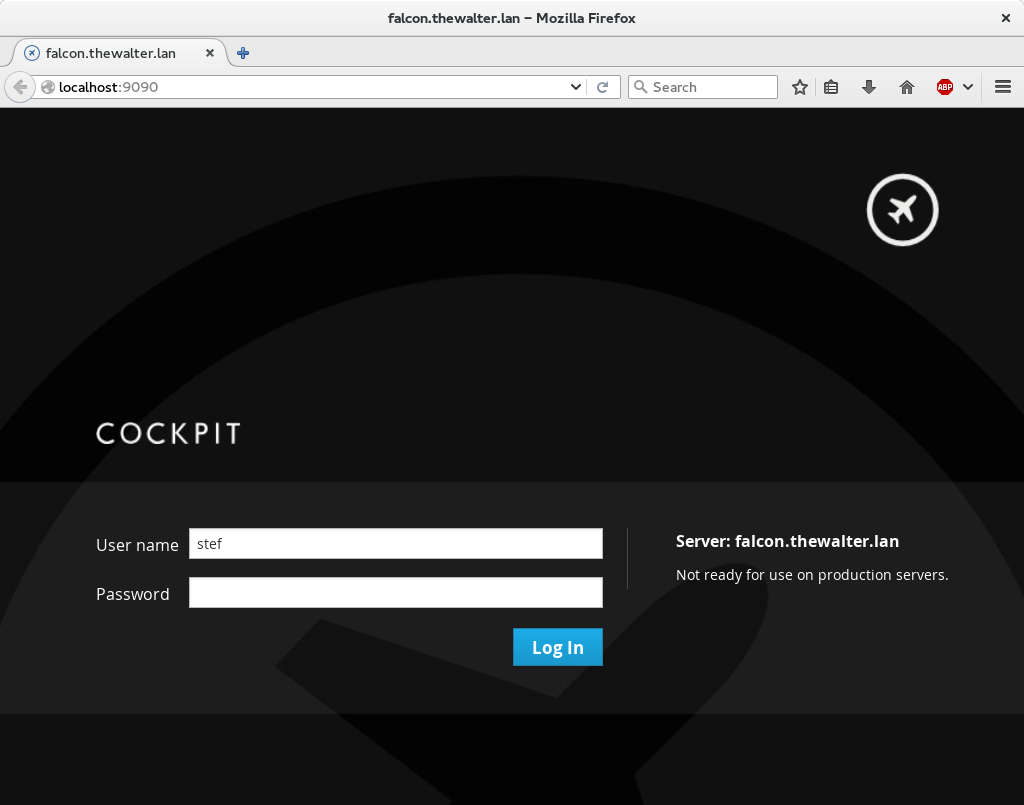 falcon.thewalter.lan – Mozilla Firefox
falcon.thewalter.lan
localhost:9090
Search
ABP
COCKPIT
User name
stef
Password
Log In
Server: falcon.thewalter.lan
Not ready for use on production servers.